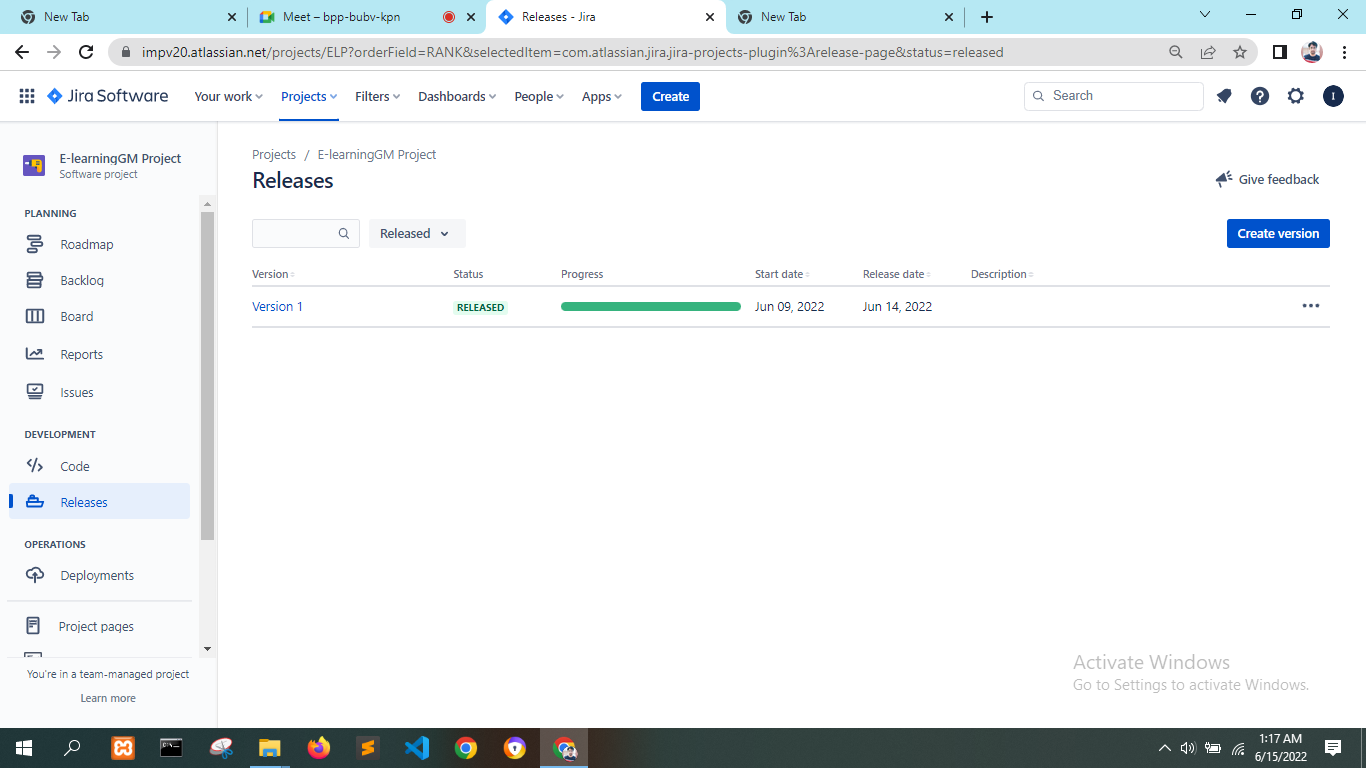 New Tab
Meet – bpp-bubv-kpn
Releases - Jira
New Tab
impv20.atlassian.net/projects/ELP?orderField=RANK&selectedItem=com.atlassian.jira.jira-projects-plugin%3Arelease-page&status=released
Jira Software
Your work
Projects
Filters
Dashboards
People
Apps
Create
Search
I
E-learningGM Project
Software project
PLANNING
Roadmap
Backlog
Board
Reports
Issues
DEVELOPMENT
Code
Releases
OPERATIONS
Deployments
Project pages
You're in a team-managed project
Learn more
Projects / E-learningGM Project
Releases
Give feedback
Released
Create version
Version Status Progress Start date Release date Description
Version 1 RELEASED Jun 09, 2022 Jun 14, 2022
Activate Windows
Go to Settings to activate Windows.
1:17 AM
6/15/2022